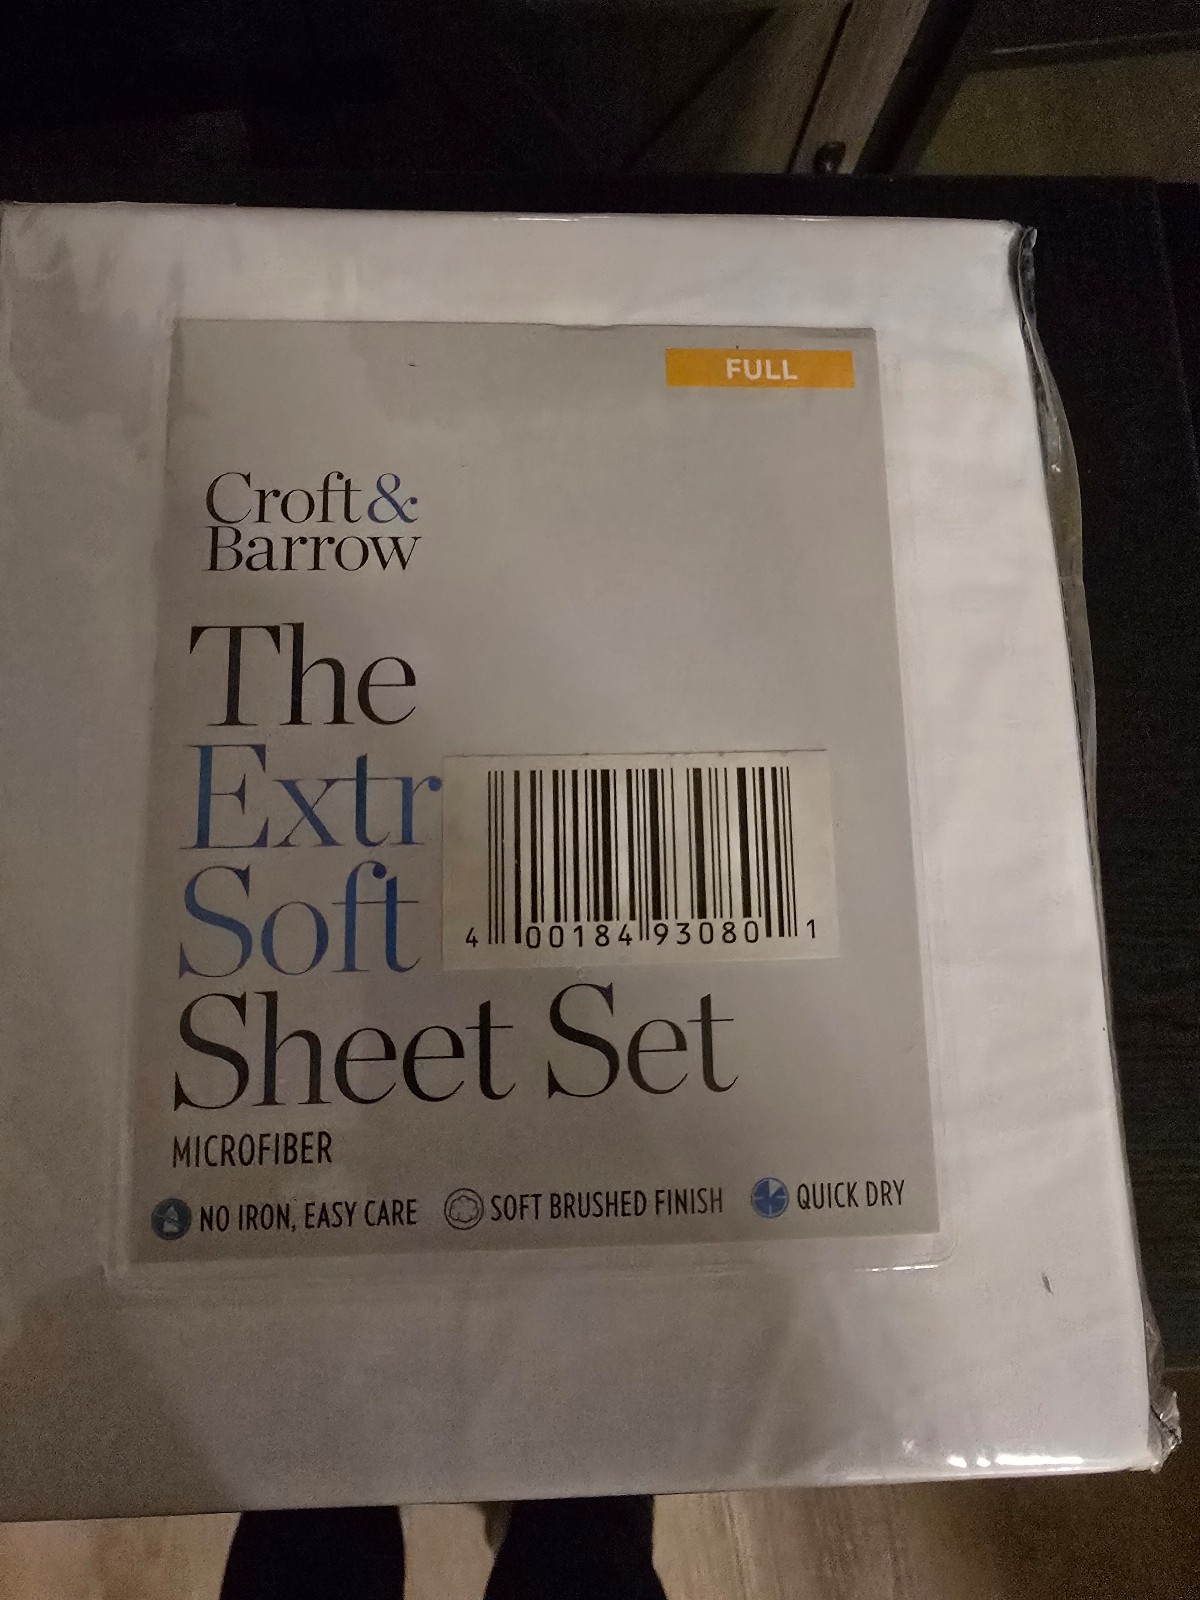 FULL
Croft&
Barrow
The
Extr
Soft
4 00184 93080 1
Sheet Set
MICROFIBER
NO IRON, EASY CARE SOFT BRUSHED FINISH QUICK DRY